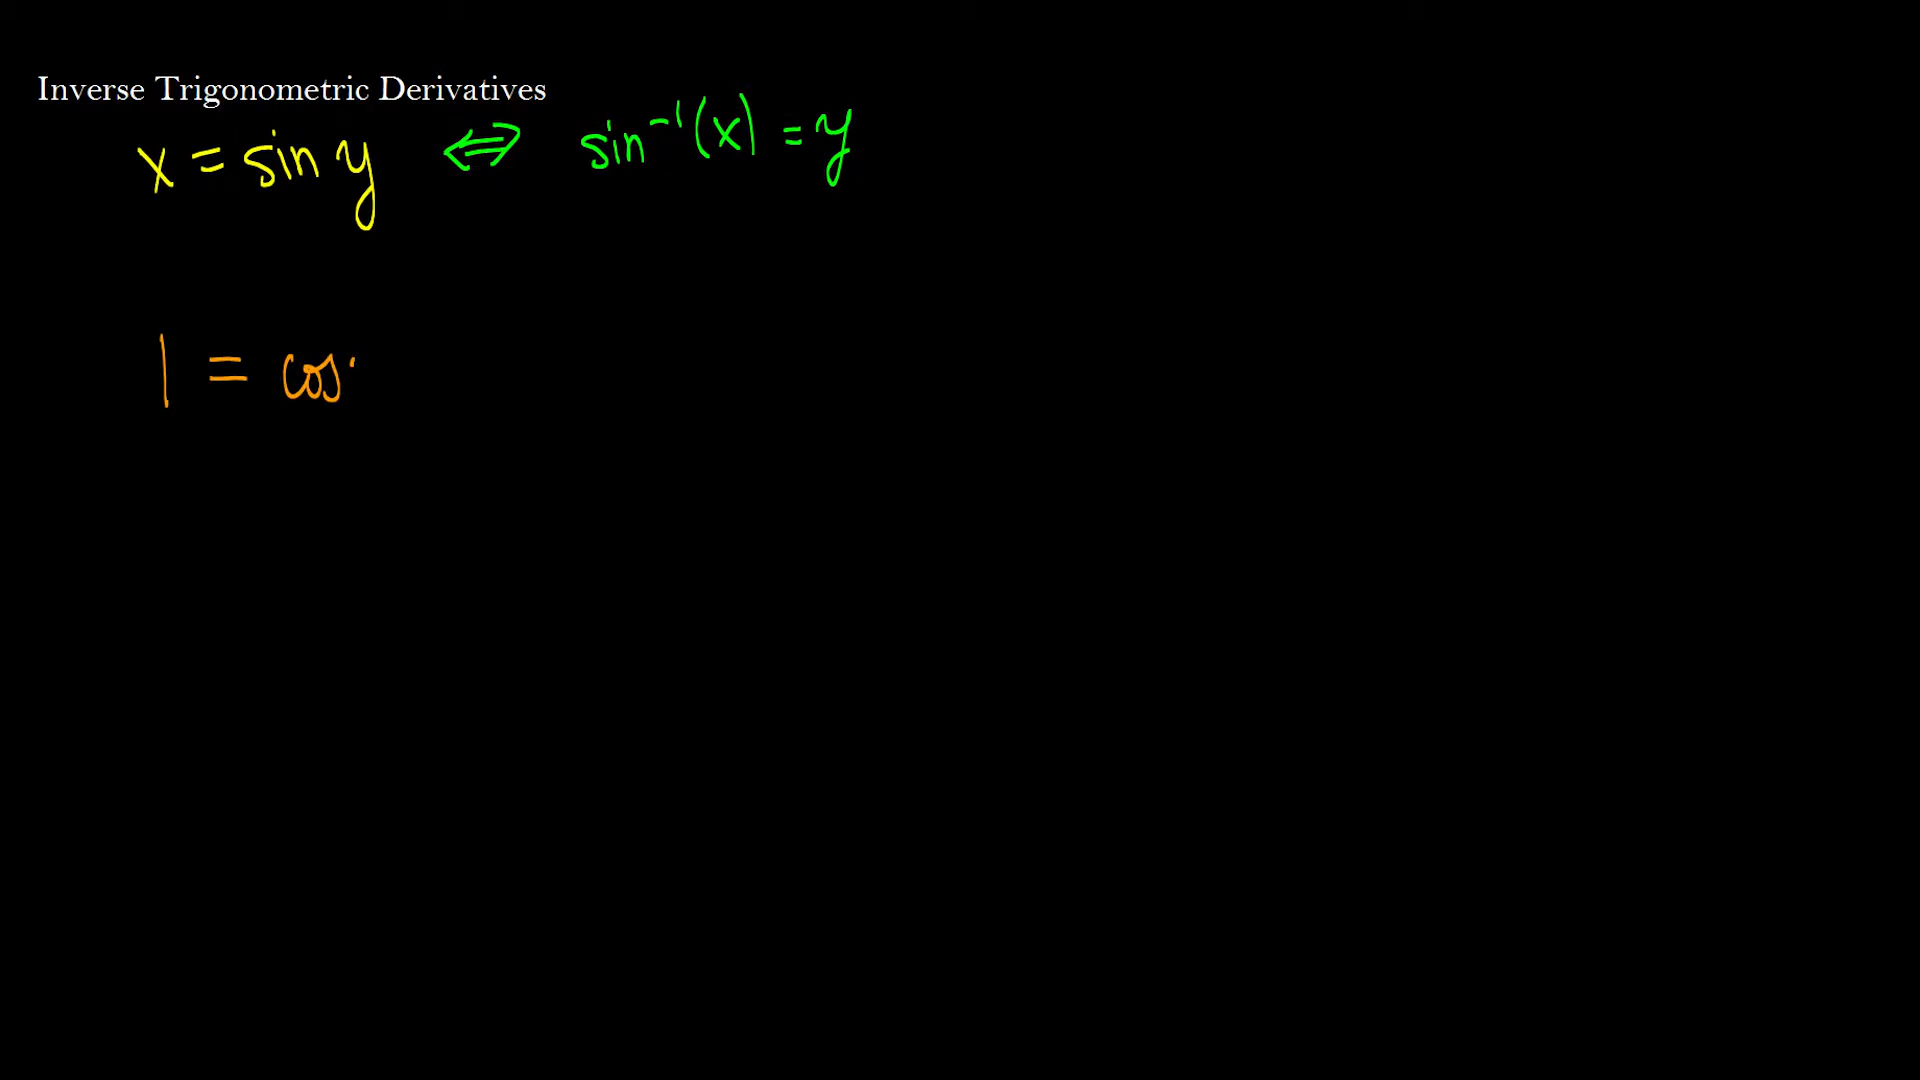 Inverse Trigonometric Derivatives
x = sin y ⇔ sin⁻¹(x) = y
1 = cos